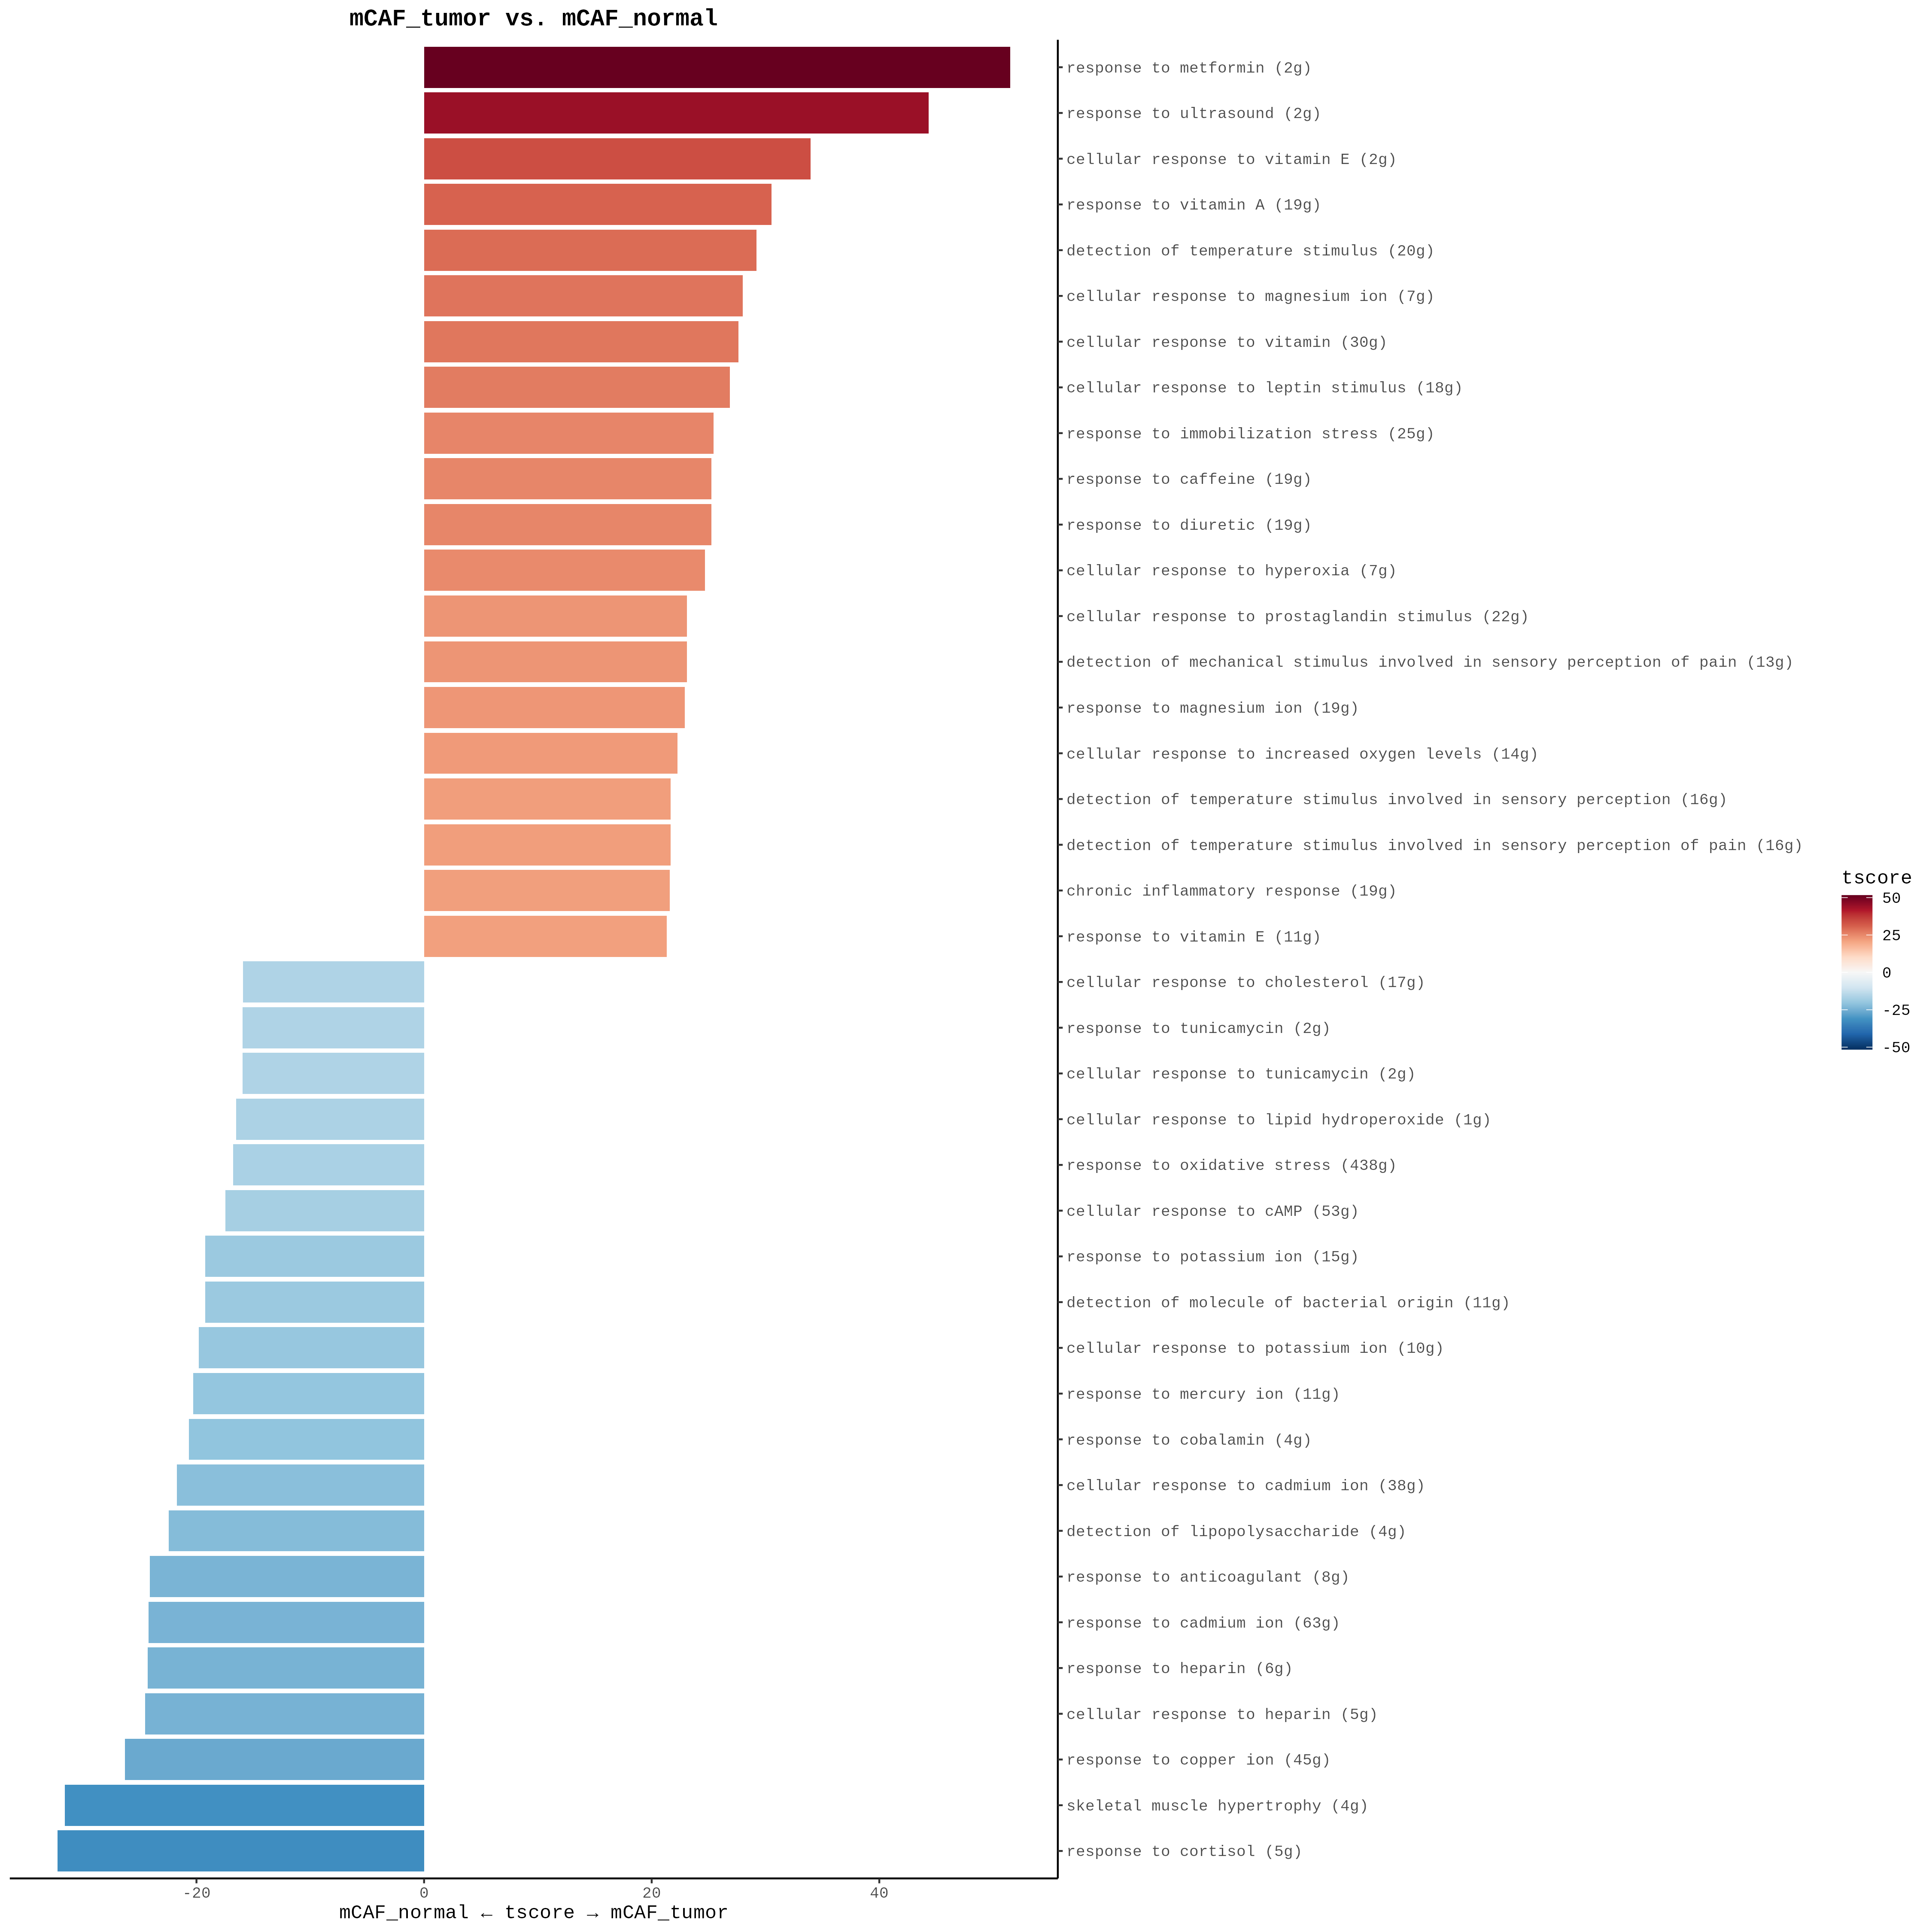 mCAF_tumor vs. mCAF_normal
response to metformin (2g)
response to ultrasound (2g)
cellular response to vitamin E (2g)
response to vitamin A (19g)
detection of temperature stimulus (20g)
cellular response to magnesium ion (7g)
cellular response to vitamin (30g)
cellular response to leptin stimulus (18g)
response to immobilization stress (25g)
response to caffeine (19g)
response to diuretic (19g)
cellular response to hyperoxia (7g)
cellular response to prostaglandin stimulus (22g)
detection of mechanical stimulus involved in sensory perception of pain (13g)
response to magnesium ion (19g)
cellular response to increased oxygen levels (14g)
detection of temperature stimulus involved in sensory perception (16g)
detection of temperature stimulus involved in sensory perception of pain (16g)
chronic inflammatory response (19g)
response to vitamin E (11g)
cellular response to cholesterol (17g)
response to tunicamycin (2g)
cellular response to tunicamycin (2g)
cellular response to lipid hydroperoxide (1g)
response to oxidative stress (438g)
cellular response to cAMP (53g)
response to potassium ion (15g)
detection of molecule of bacterial origin (11g)
cellular response to potassium ion (10g)
response to mercury ion (11g)
response to cobalamin (4g)
cellular response to cadmium ion (38g)
detection of lipopolysaccharide (4g)
response to anticoagulant (8g)
response to cadmium ion (63g)
response to heparin (6g)
cellular response to heparin (5g)
response to copper ion (45g)
skeletal muscle hypertrophy (4g)
response to cortisol (5g)
-20 0 20 40
mCAF_normal ← tscore → mCAF_tumor
tscore
50
25
0
-25
-50